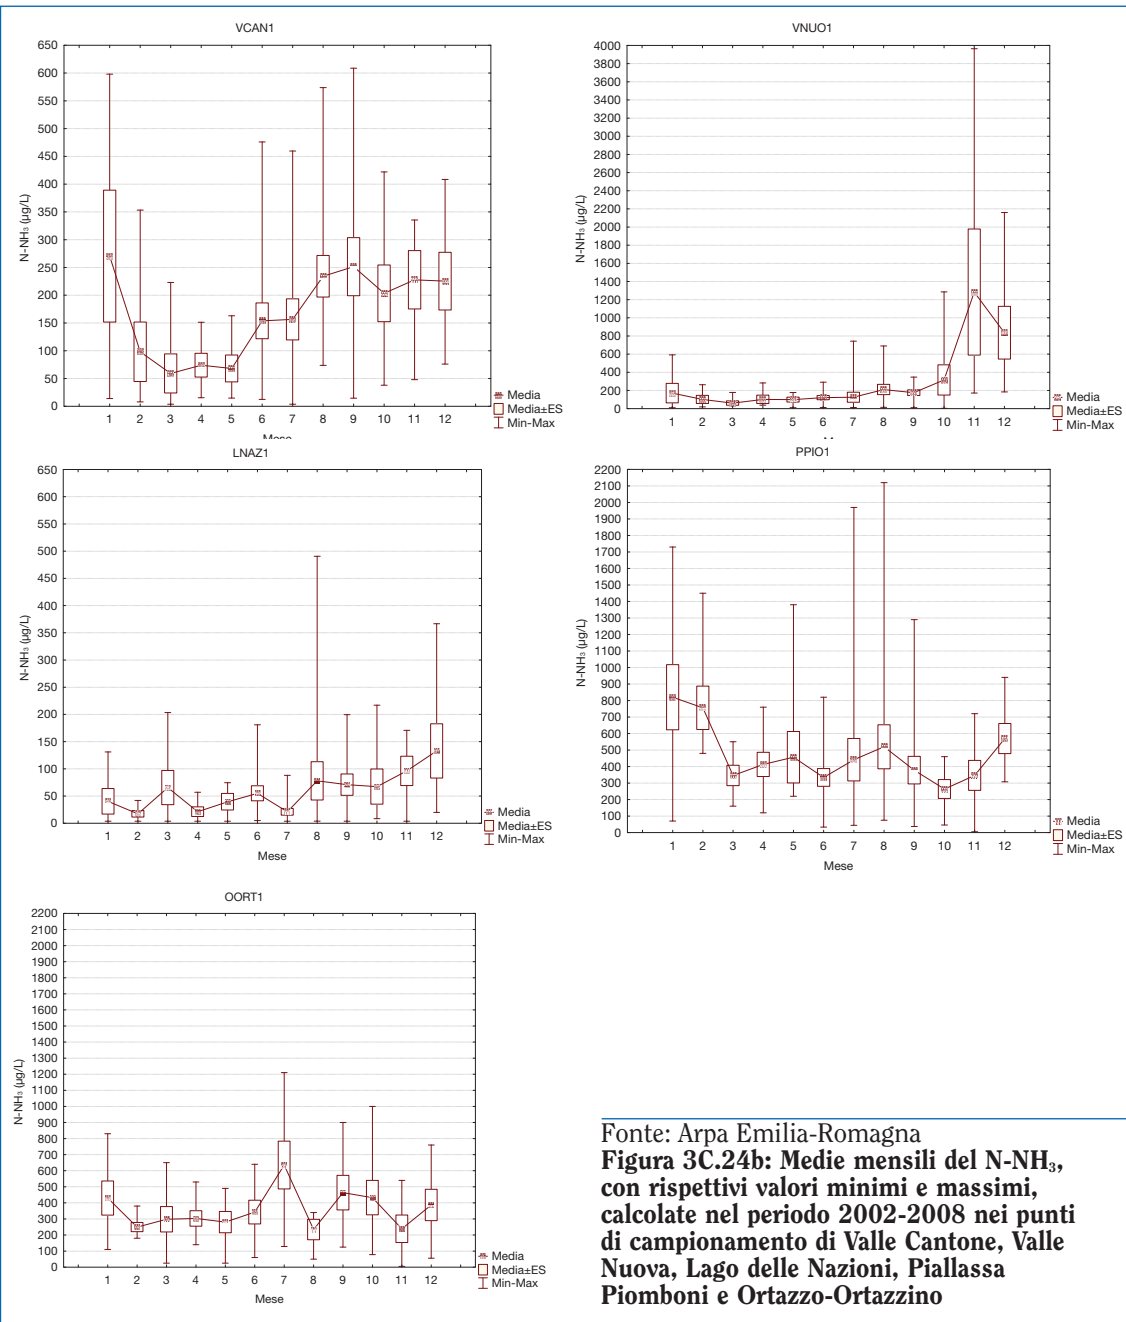 VCAN1
650
600
550
500
450
400
350
300
250
200
150
100
50
0
N-NH₃ (µg/L)
1 2 3 4 5 6 7 8 9 10 11 12
Mese
Media
Media±ES
Min-Max
VNUO1
4000
3800
3600
3400
3200
3000
2800
2600
2400
2200
2000
1800
1600
1400
1200
1000
800
600
400
200
0
N-NH₃ (µg/L)
1 2 3 4 5 6 7 8 9 10 11 12
Media
Media±ES
Min-Max
LNAZ1
650
600
550
500
450
400
350
300
250
200
150
100
50
0
N-NH₃ (µg/L)
1 2 3 4 5 6 7 8 9 10 11 12
Mese
Media
Media±ES
Min-Max
PPIO1
2200
2100
2000
1900
1800
1700
1600
1500
1400
1300
1200
1100
1000
900
800
700
600
500
400
300
200
100
0
N-NH₃ (µg/L)
1 2 3 4 5 6 7 8 9 10 11 12
Mese
Media
Media±ES
Min-Max
OORT1
2200
2100
2000
1900
1800
1700
1600
1500
1400
1300
1200
1100
1000
900
800
700
600
500
400
300
200
100
0
N-NH₃ (µg/L)
1 2 3 4 5 6 7 8 9 10 11 12
Mese
Media
Media±ES
Min-Max
Fonte: Arpa Emilia-Romagna
Figura 3C.24b: Medie mensili del N-NH₃,
con rispettivi valori minimi e massimi,
calcolate nel periodo 2002-2008 nei punti
di campionamento di Valle Cantone, Valle
Nuova, Lago delle Nazioni, Piallassa
Piomboni e Ortazzo-Ortazzino